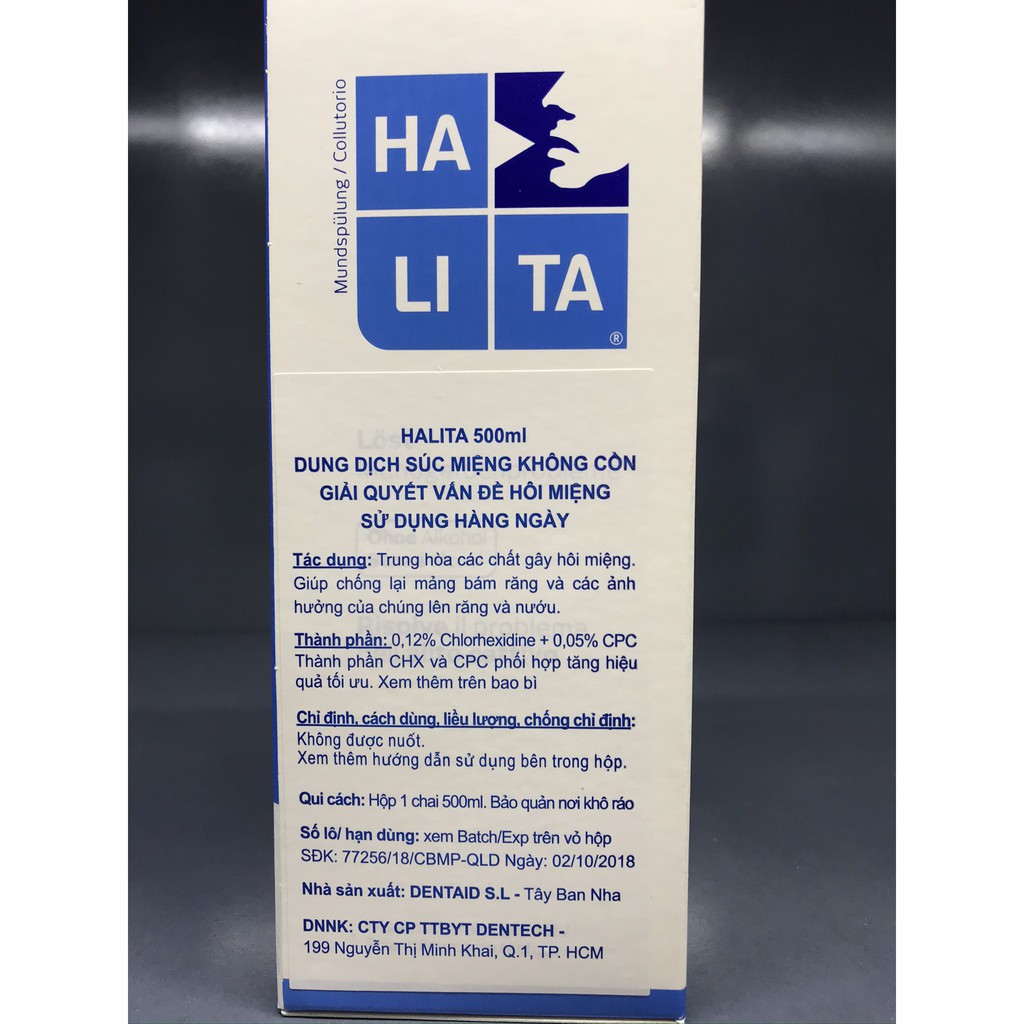 Mundspülung / Collutorio
HA
LI TA
®
HALITA 500ml
DUNG DỊCH SÚC MIỆNG KHÔNG CỒN
GIẢI QUYẾT VẤN ĐỀ HÔI MIỆNG
SỬ DỤNG HÀNG NGÀY
Ohne Alkohol
Tác dụng: Trung hòa các chất gây hôi miệng.
Giúp chống lại mảng bám răng và các ảnh
hưởng của chúng lên răng và nướu.
Risolve il problema
Thành phần: 0,12% Chlorhexidine + 0,05% CPC
Thành phần CHX và CPC phối hợp tăng hiệu
quả tối ưu. Xem thêm trên bao bì
Chỉ định, cách dùng, liều lượng, chống chỉ định:
Không được nuốt.
Xem thêm hướng dẫn sử dụng bên trong hộp.
Qui cách: Hộp 1 chai 500ml. Bảo quản nơi khô ráo
Số lô/ hạn dùng: xem Batch/Exp trên vỏ hộp
SĐK: 77256/18/CBMP-QLD Ngày: 02/10/2018
Nhà sản xuất: DENTAID S.L - Tây Ban Nha
DNNK: CTY CP TTBYT DENTECH -
199 Nguyễn Thị Minh Khai, Q.1, TP. HCM